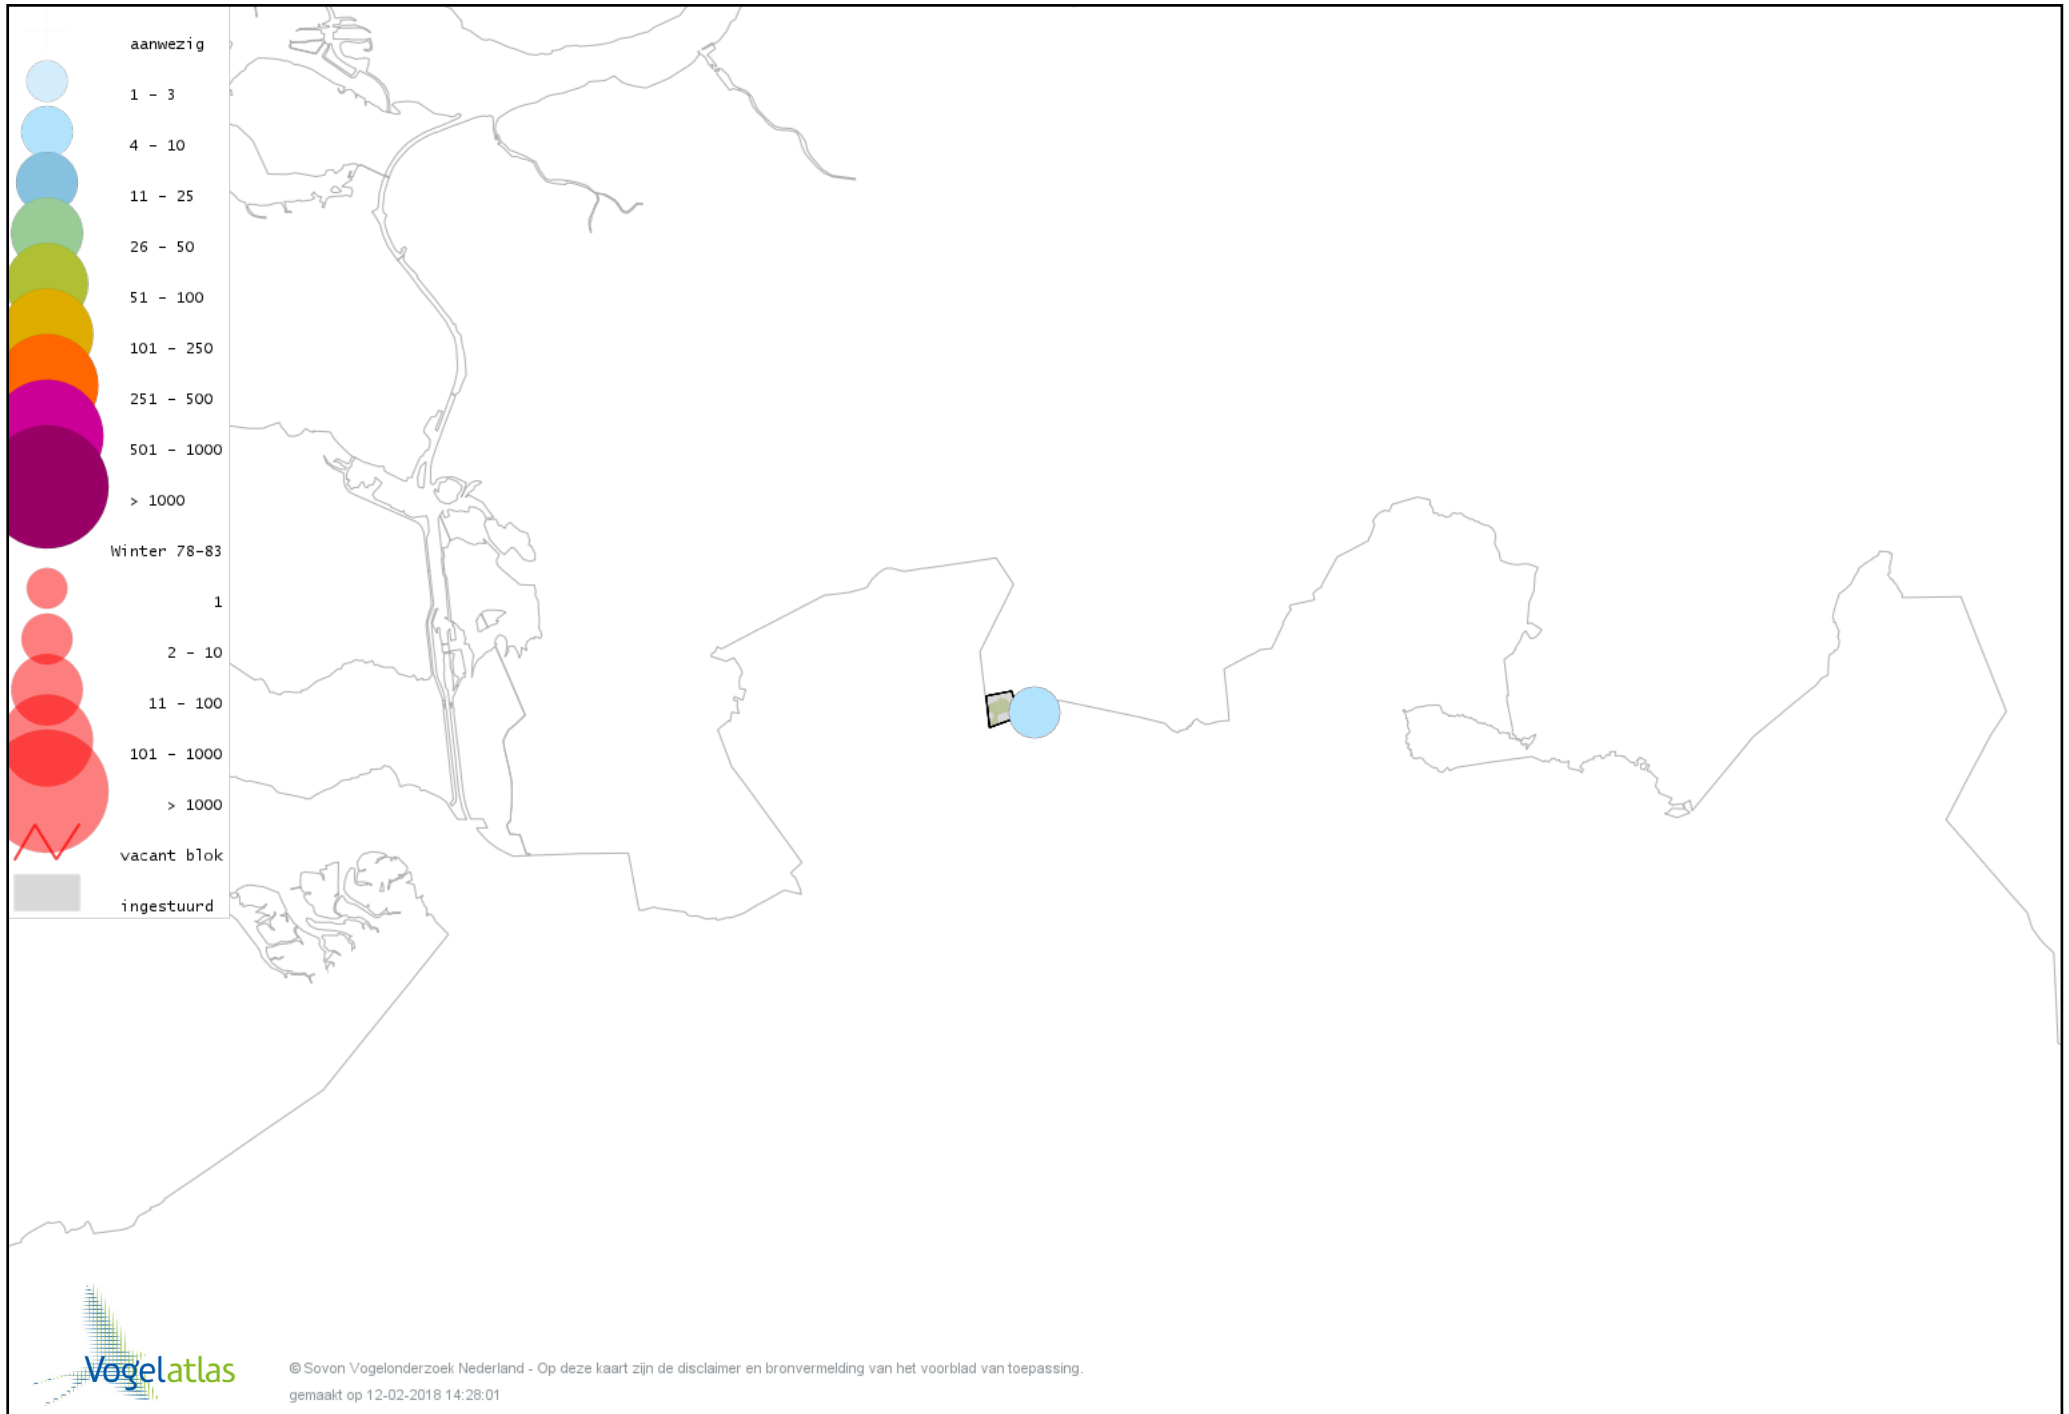 aanwezig
1 - 3
4 - 10
11 - 25
26 - 50
51 - 100
101 - 250
251 - 500
501 - 1000
> 1000
Winter 78-83
1
2 - 10
11 - 100
101 - 1000
> 1000
vacant blok
ingestuurd
Vogelatlas
© Sovon Vogelonderzoek Nederland - Op deze kaart zijn de disclaimer en bronvermelding van het voorblad van toepassing.
gemaakt op 12-02-2018 14:28:01